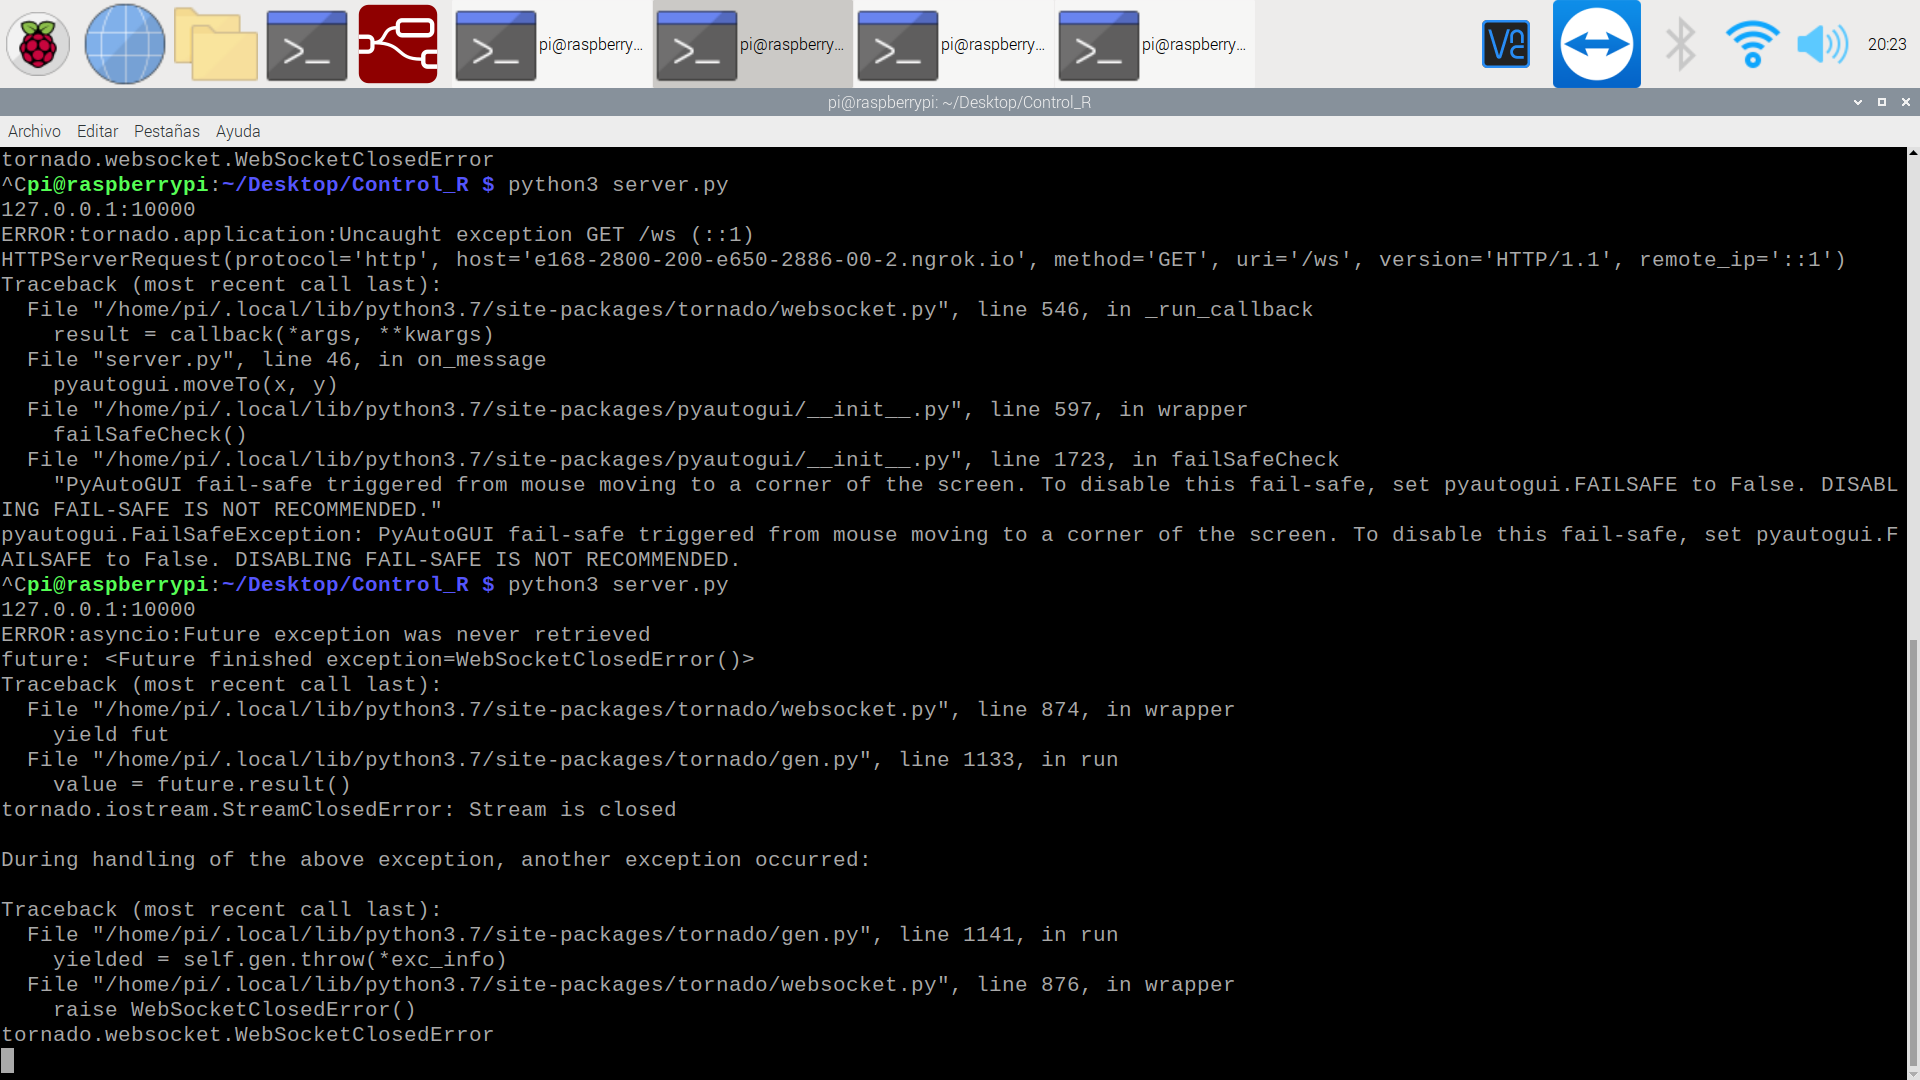 pi@raspberry...
pi@raspberry...
pi@raspberry...
pi@raspberry...
20:23
pi@raspberrypi: ~/Desktop/Control_R
Archivo Editar Pestañas Ayuda
tornado.websocket.WebSocketClosedError
^Cpi@raspberrypi:~/Desktop/Control_R $ python3 server.py
127.0.0.1:10000
ERROR:tornado.application:Uncaught exception GET /ws (::1)
HTTPServerRequest(protocol='http', host='e168-2800-200-e650-2886-00-2.ngrok.io', method='GET', uri='/ws', version='HTTP/1.1', remote_ip='::1')
Traceback (most recent call last):
  File "/home/pi/.local/lib/python3.7/site-packages/tornado/websocket.py", line 546, in _run_callback
    result = callback(*args, **kwargs)
  File "server.py", line 46, in on_message
    pyautogui.moveTo(x, y)
  File "/home/pi/.local/lib/python3.7/site-packages/pyautogui/__init__.py", line 597, in wrapper
    failSafeCheck()
  File "/home/pi/.local/lib/python3.7/site-packages/pyautogui/__init__.py", line 1723, in failSafeCheck
    "PyAutoGUI fail-safe triggered from mouse moving to a corner of the screen. To disable this fail-safe, set pyautogui.FAILSAFE to False. DISABL
ING FAIL-SAFE IS NOT RECOMMENDED."
pyautogui.FailSafeException: PyAutoGUI fail-safe triggered from mouse moving to a corner of the screen. To disable this fail-safe, set pyautogui.F
AILSAFE to False. DISABLING FAIL-SAFE IS NOT RECOMMENDED.
^Cpi@raspberrypi:~/Desktop/Control_R $ python3 server.py
127.0.0.1:10000
ERROR:asyncio:Future exception was never retrieved
future: <Future finished exception=WebSocketClosedError()>
Traceback (most recent call last):
  File "/home/pi/.local/lib/python3.7/site-packages/tornado/websocket.py", line 874, in wrapper
    yield fut
  File "/home/pi/.local/lib/python3.7/site-packages/tornado/gen.py", line 1133, in run
    value = future.result()
tornado.iostream.StreamClosedError: Stream is closed

During handling of the above exception, another exception occurred:

Traceback (most recent call last):
  File "/home/pi/.local/lib/python3.7/site-packages/tornado/gen.py", line 1141, in run
    yielded = self.gen.throw(*exc_info)
  File "/home/pi/.local/lib/python3.7/site-packages/tornado/websocket.py", line 876, in wrapper
    raise WebSocketClosedError()
tornado.websocket.WebSocketClosedError